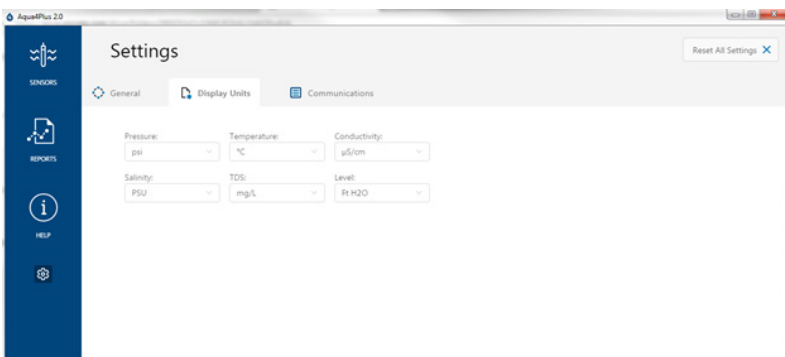 Aqua4Plus 2.0
Settings
Reset All Settings
SENSORS
General
Display Units
Communications
Pressure:
Temperature:
Conductivity:
psi
°C
µS/cm
REPORTS
Salinity:
TDS:
Level:
PSU
mg/L
Ft H2O
HELP